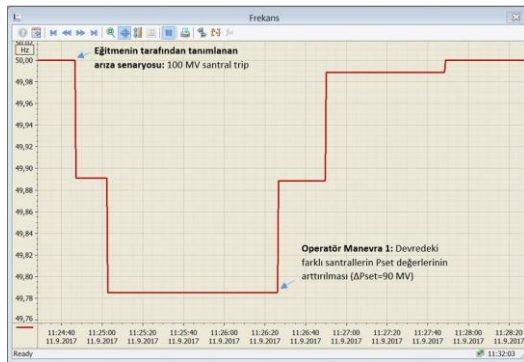 Frekans
Hz
50,00
49,98
49,96
49,94
49,92
49,90
49,88
49,86
49,84
49,82
49,80
49,78
49,76
Eğitmenin tarafından tanımlanan
arıza senaryosu: 100 MV santral trip
Operatör Manevra 1: Devredeki
farklı santrallerin Pset değerlerinin
arttırılması (ΔPset=90 MV)
11:24:40 11:25:00 11:25:20 11:25:40 11:26:00 11:26:20 11:26:40 11:27:00 11:27:20 11:27:40 11:28:00 11:28:20
11.9.2017 11.9.2017 11.9.2017 11.9.2017 11.9.2017 11.9.2017 11.9.2017 11.9.2017 11.9.2017 11.9.2017 11.9.2017 11.9.2017
Ready 11:32:03